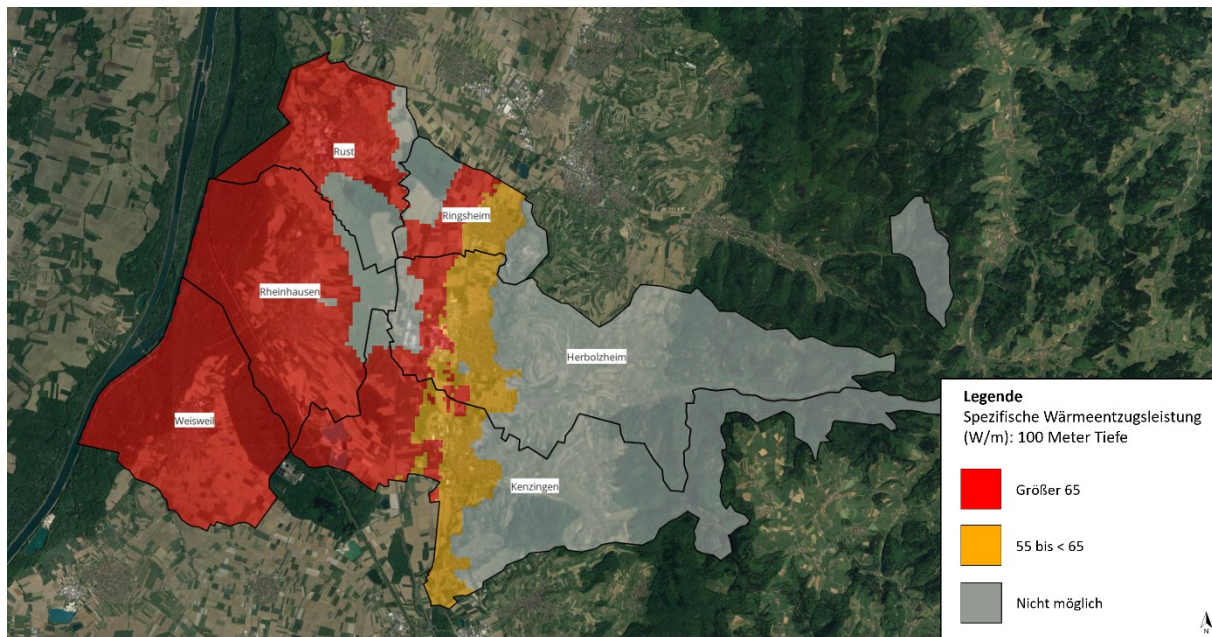 Rust
Ringsheim
Rheinhausen
Herbolzheim
Weisweil
Kenzingen
Legende
Spezifische Wärmeentzugsleistung
(W/m): 100 Meter Tiefe
Größer 65
55 bis < 65
Nicht möglich
N